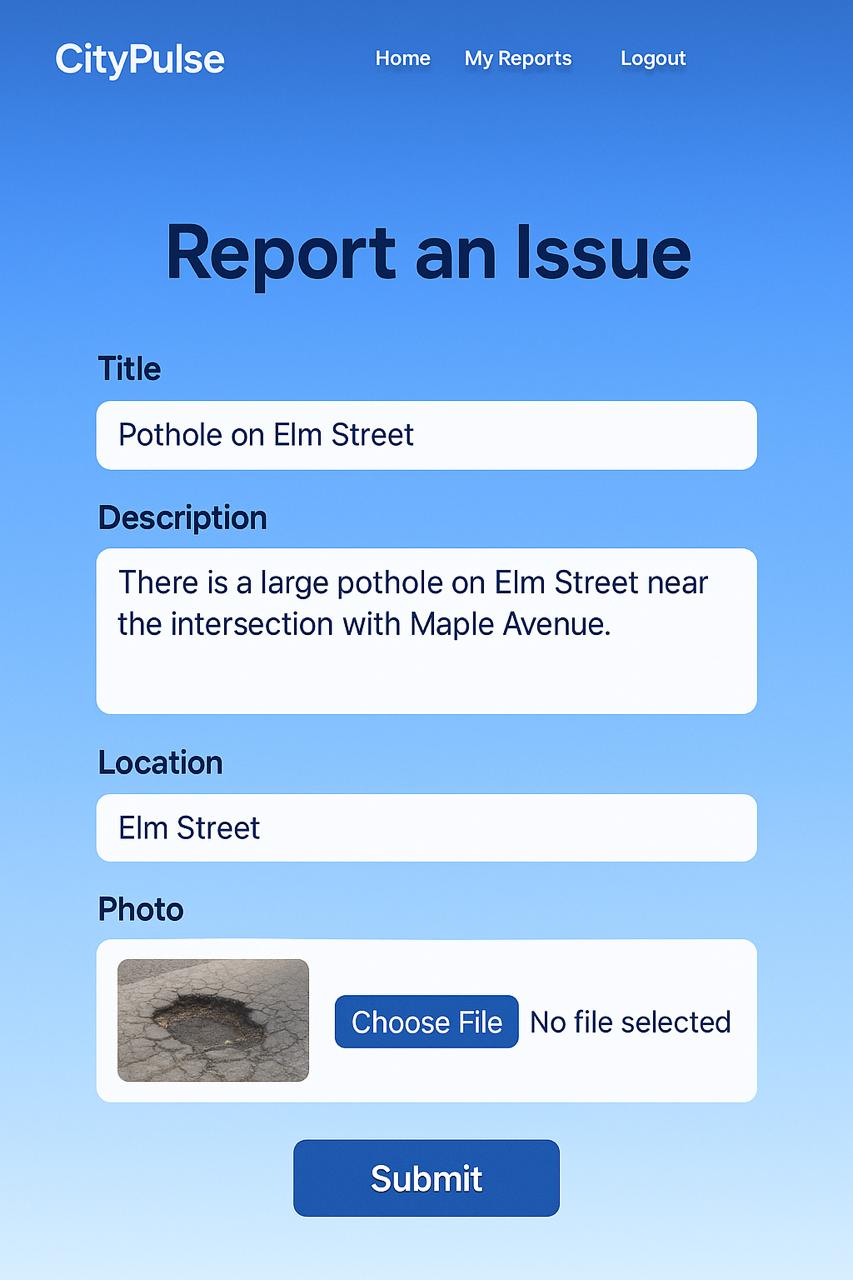 CityPulse
Home My Reports Logout
Report an Issue
Title
Pothole on Elm Street
Description
There is a large pothole on Elm Street near
the intersection with Maple Avenue.
Location
Elm Street
Photo
Choose File No file selected
Submit